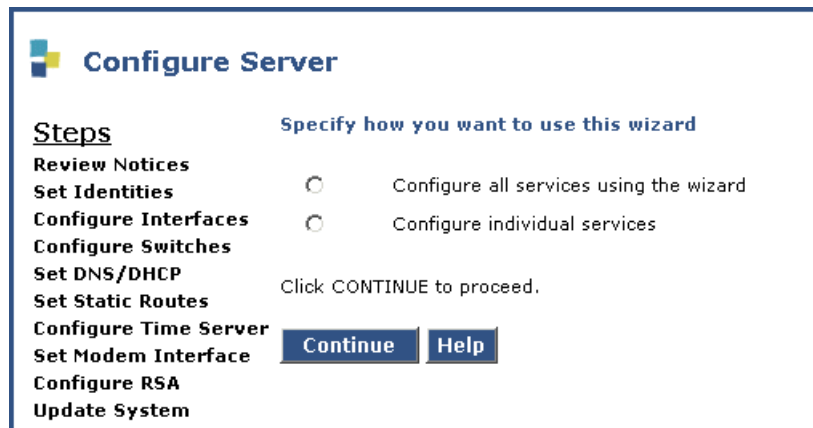 Configure Server
Steps
Review Notices
Set Identities
Configure Interfaces
Configure Switches
Set DNS/DHCP
Set Static Routes
Configure Time Server
Set Modem Interface
Configure RSA
Update System
Specify how you want to use this wizard
Configure all services using the wizard
Configure individual services
Click CONTINUE to proceed.
Continue
Help